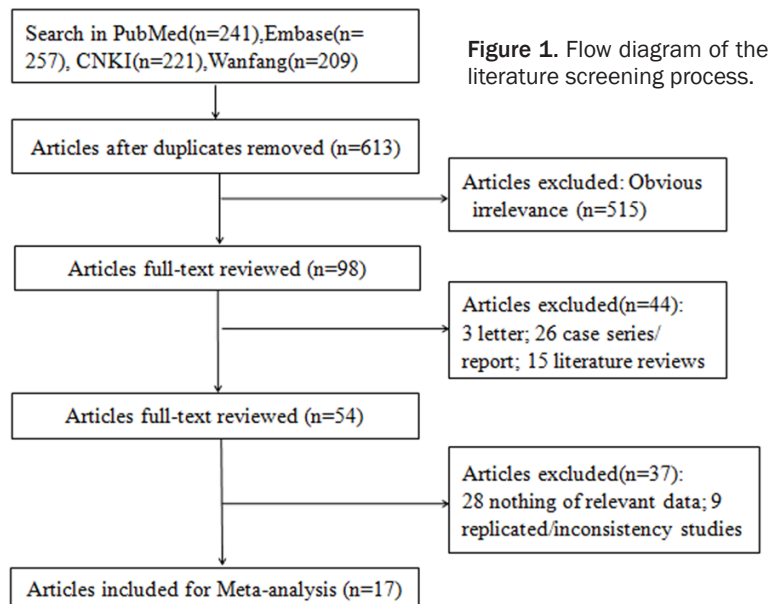 Search in PubMed(n=241),Embase(n=
257), CNKI(n=221),Wanfang(n=209)
Figure 1. Flow diagram of the
literature screening process.
Articles after duplicates removed (n=613)
Articles excluded: Obvious
irrelevance (n=515)
Articles full-text reviewed (n=98)
Articles excluded(n=44):
3 letter; 26 case series/
report; 15 literature reviews
Articles full-text reviewed (n=54)
Articles excluded(n=37):
28 nothing of relevant data; 9
replicated/inconsistency studies
Articles included for Meta-analysis (n=17)